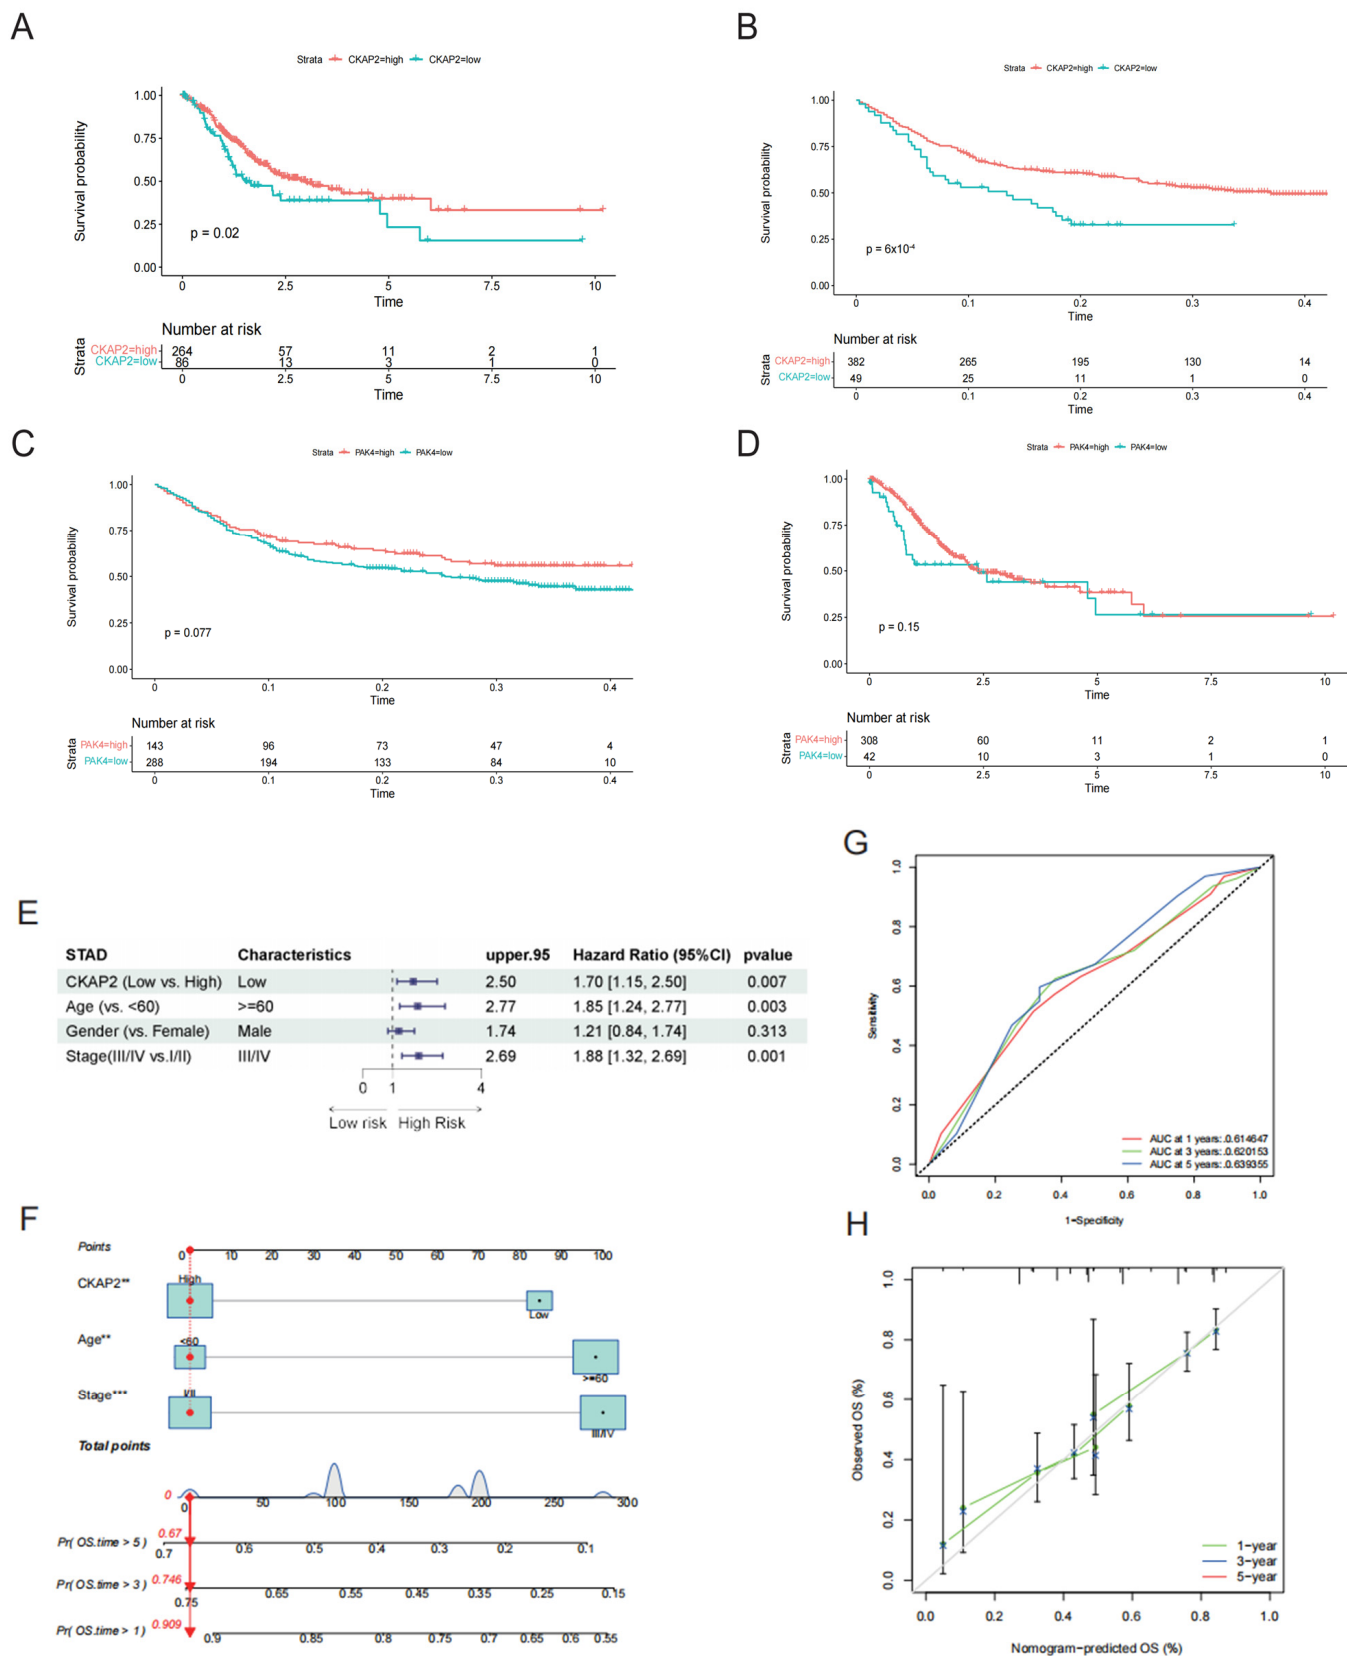 A
Strata CKAP2=high CKAP2=low
Survival probability
1.00
0.75
0.50
0.25
0.00
p = 0.02
0 2.5 5 7.5 10
Time
Number at risk
Strata
CKAP2=high 264 57 11 2 1
CKAP2=low 86 13 3 1 0
0 2.5 5 7.5 10
Time
B
Strata CKAP2=high CKAP2=low
Survival probability
1.00
0.75
0.50
0.25
0.00
p = 6x10⁻⁴
0 0.1 0.2 0.3 0.4
Time
Number at risk
Strata
CKAP2=high 382 265 195 130 14
CKAP2=low 49 25 11 1 0
0 0.1 0.2 0.3 0.4
Time
C
Strata PAK4=high PAK4=low
Survival probability
1.00
0.75
0.50
0.25
0.00
p = 0.077
0 0.1 0.2 0.3 0.4
Time
Number at risk
Strata
PAK4=high 143 96 73 47 4
PAK4=low 288 194 133 84 10
0 0.1 0.2 0.3 0.4
Time
D
Strata PAK4=high PAK4=low
Survival probability
1.00
0.75
0.50
0.25
0.00
p = 0.15
0 2.5 5 7.5 10
Time
Number at risk
Strata
PAK4=high 308 60 11 2 1
PAK4=low 42 10 3 1 0
0 2.5 5 7.5 10
Time
E
STAD Characteristics upper.95 Hazard Ratio (95%CI) pvalue
CKAP2 (Low vs. High) Low 2.50 1.70 [1.15, 2.50] 0.007
Age (vs. <60) >=60 2.77 1.85 [1.24, 2.77] 0.003
Gender (vs. Female) Male 1.74 1.21 [0.84, 1.74] 0.313
Stage(III/IV vs.I/II) III/IV 2.69 1.88 [1.32, 2.69] 0.001
0 1 4
Low risk High Risk
F
Points
0 10 20 30 40 50 60 70 80 90 100
CKAP2**
High
Low
Age**
<60
>=60
Stage***
I/II
III/IV
Total points
0
0 50 100 150 200 250 300
Pr( OS.time > 5 ) 0.67
0.7 0.6 0.5 0.4 0.3 0.2 0.1
Pr( OS.time > 3 ) 0.746
0.75 0.65 0.55 0.45 0.35 0.25 0.15
Pr( OS.time > 1 ) 0.909
0.9 0.85 0.8 0.75 0.7 0.65 0.6 0.55
G
Sensitivity
1.0
0.8
0.6
0.4
0.2
0.0
AUC at 1 years:.0.614647
AUC at 3 years:.0.620153
AUC at 5 years:.0.639355
0.0 0.2 0.4 0.6 0.8 1.0
1−Specificity
H
Observed OS (%)
1.0
0.8
0.6
0.4
0.2
0.0
1−year
3−year
5−year
0.0 0.2 0.4 0.6 0.8 1.0
Nomogram−predicted OS (%)